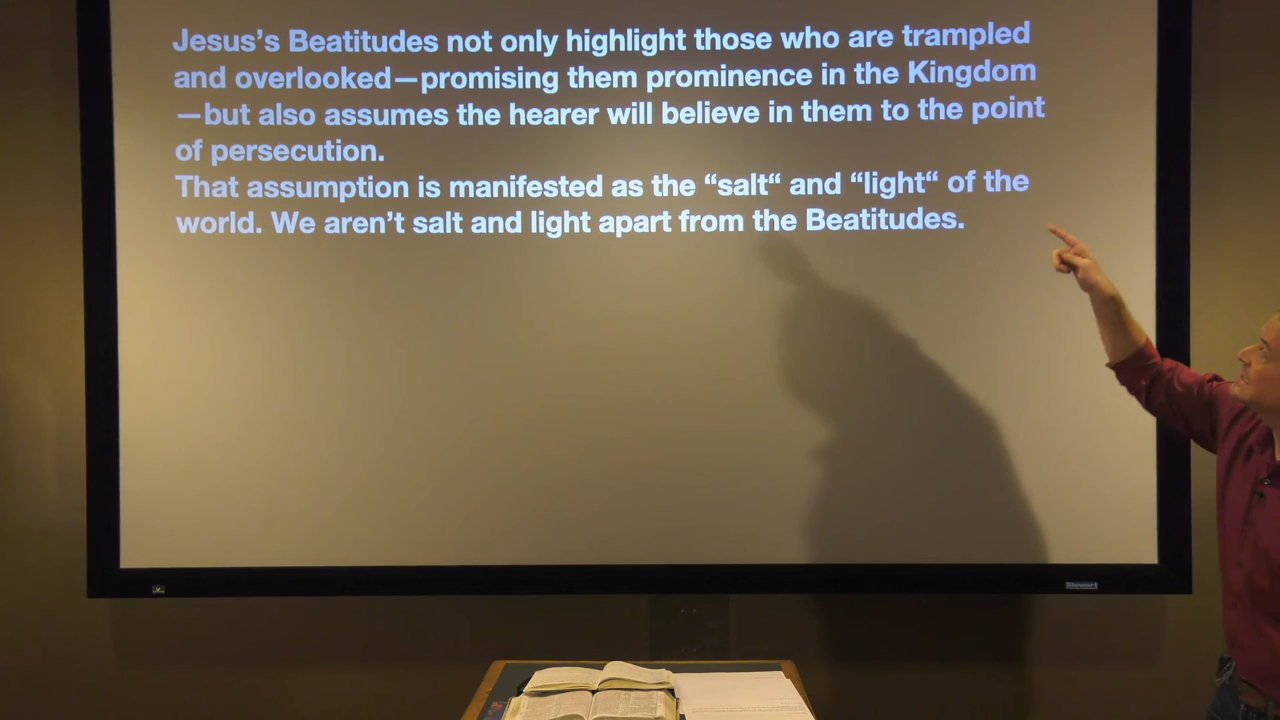 Jesus’s Beatitudes not only highlight those who are trampled
and overlooked—promising them prominence in the Kingdom
—but also assumes the hearer will believe in them to the point
of persecution.
That assumption is manifested as the “salt“ and “light“ of the
world. We aren’t salt and light apart from the Beatitudes.
Stewart